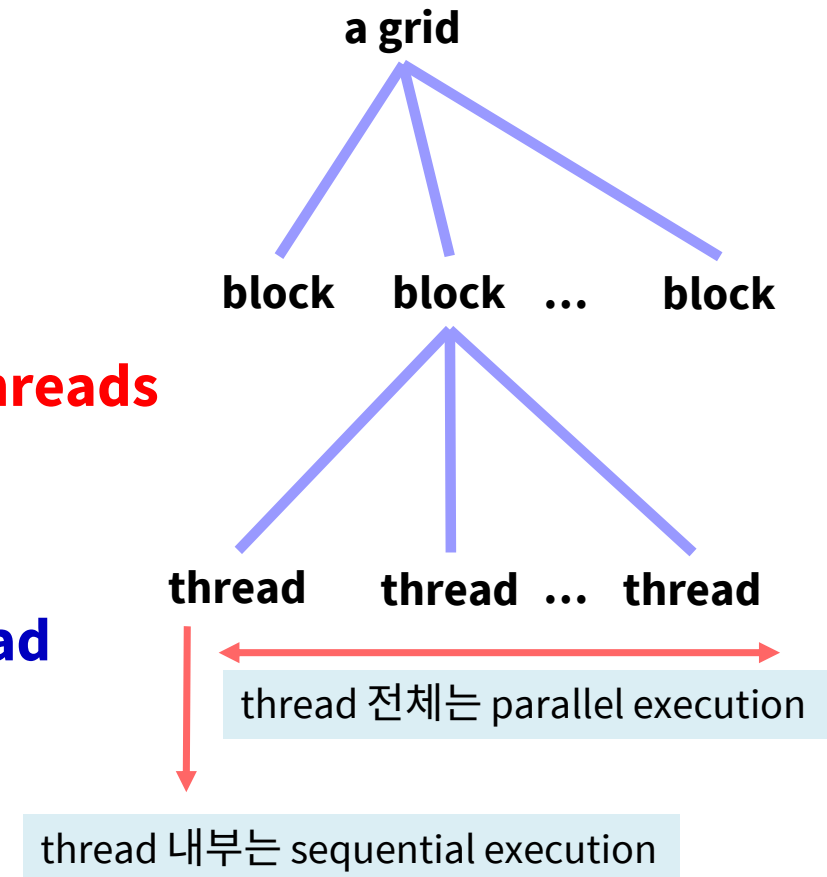 a grid
block block ... block
hreads
thread thread ... thread
ad
thread 전체는 parallel execution
thread 내부는 sequential execution